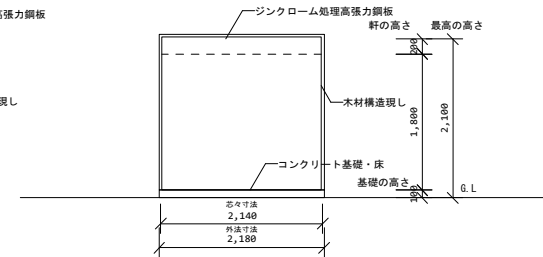 張力鋼板
ジンクローム処理高張力鋼板
軒の高さ
最高の高さ
200
現し
木材構造現し
1,800
2,100
コンクリート基礎・床
基礎の高さ
100
G.L
芯々寸法
2,140
外法寸法
2,180